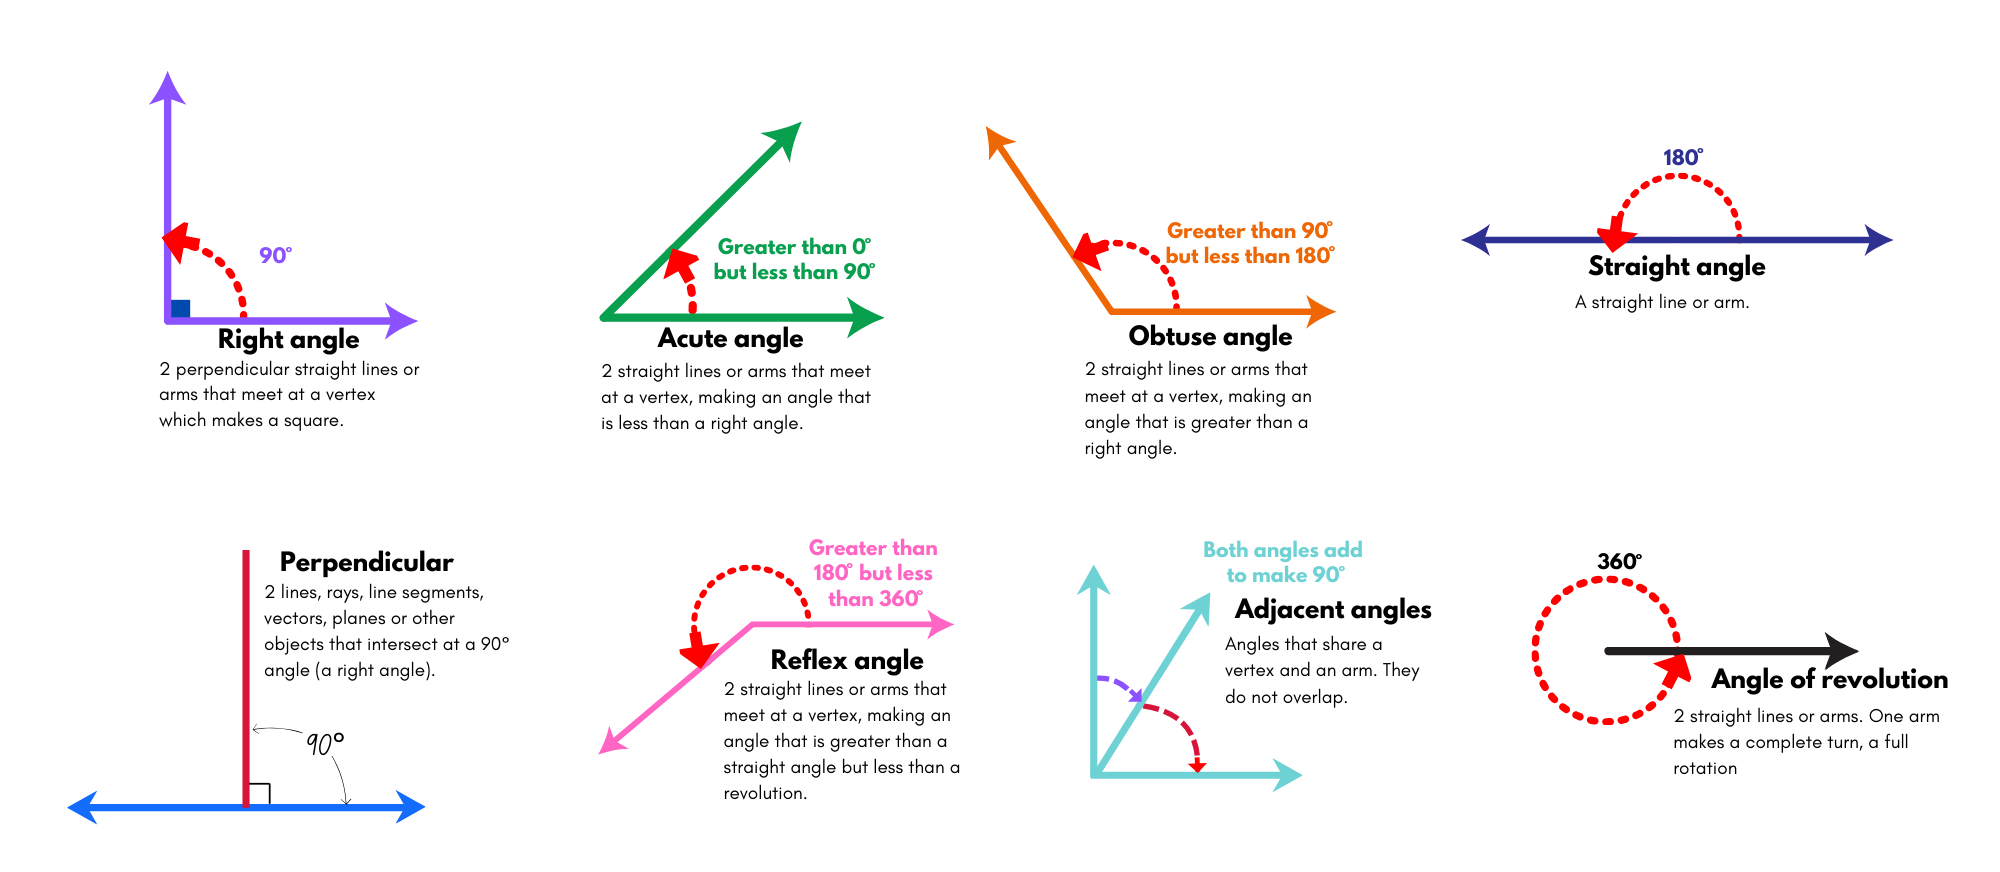 90°
Right angle
2 perpendicular straight lines or
arms that meet at a vertex
which makes a square.
Greater than 0°
but less than 90°
Acute angle
2 straight lines or arms that meet
at a vertex, making an angle that
is less than a right angle.
Greater than 90°
but less than 180°
Obtuse angle
2 straight lines or arms that
meet at a vertex, making an
angle that is greater than a
right angle.
180°
Straight angle
A straight line or arm.
Perpendicular
2 lines, rays, line segments,
vectors, planes or other
objects that intersect at a 90°
angle (a right angle).
90°
Greater than
180° but less
than 360°
Reflex angle
2 straight lines or arms that
meet at a vertex, making an
angle that is greater than a
straight angle but less than a
revolution.
Both angles add
to make 90°
Adjacent angles
Angles that share a
vertex and an arm. They
do not overlap.
360°
Angle of revolution
2 straight lines or arms. One arm
makes a complete turn, a full
rotation